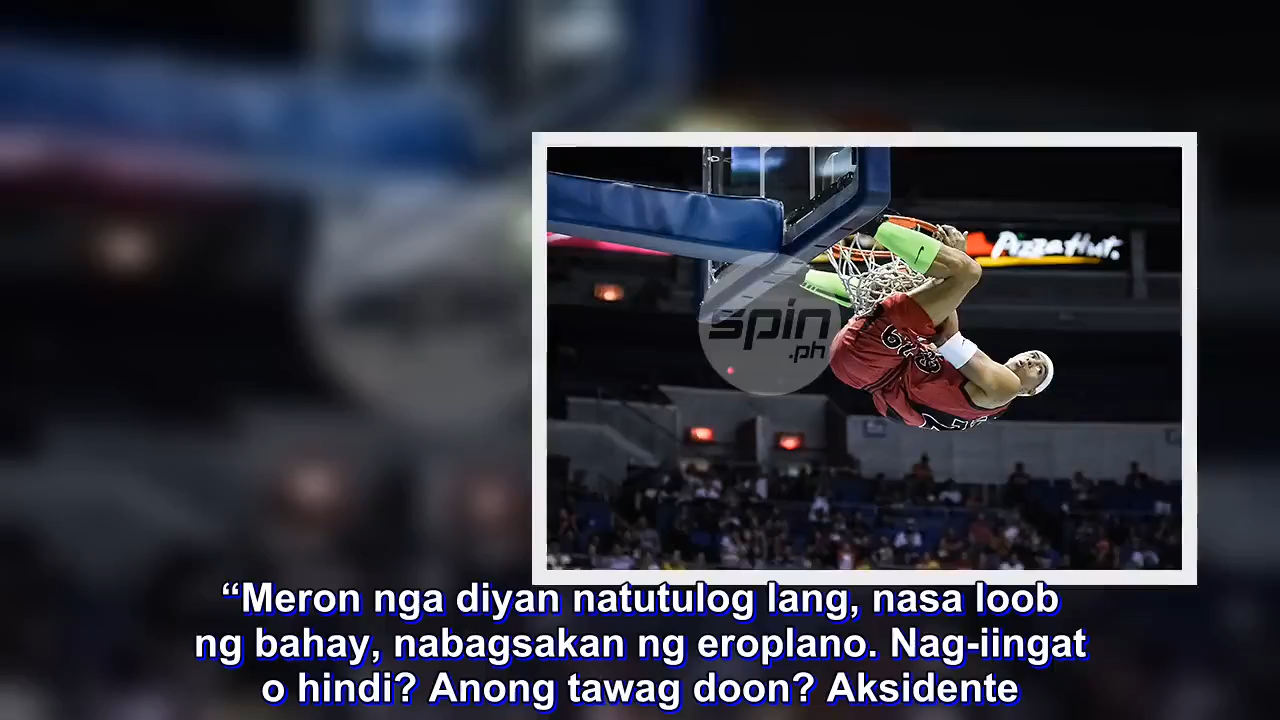 Pizza Hut.
spin
.ph
“Meron nga diyan natutulog lang, nasa loob
ng bahay, nabagsakan ng eroplano. Nag-iingat
o hindi? Anong tawag doon? Aksidente